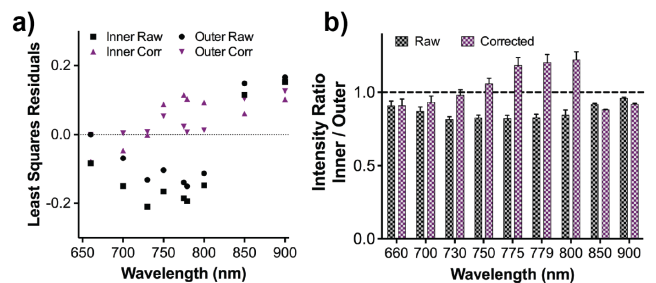 a)
Inner Raw
Outer Raw
Inner Corr
Outer Corr
Least Squares Residuals
0.2
0.0
-0.2
650 700 750 800 850 900
Wavelength (nm)
b)
Raw
Corrected
Intensity Ratio
Inner / Outer
1.0
0.5
0.0
660 700 730 750 775 779 800 850 900
Wavelength (nm)